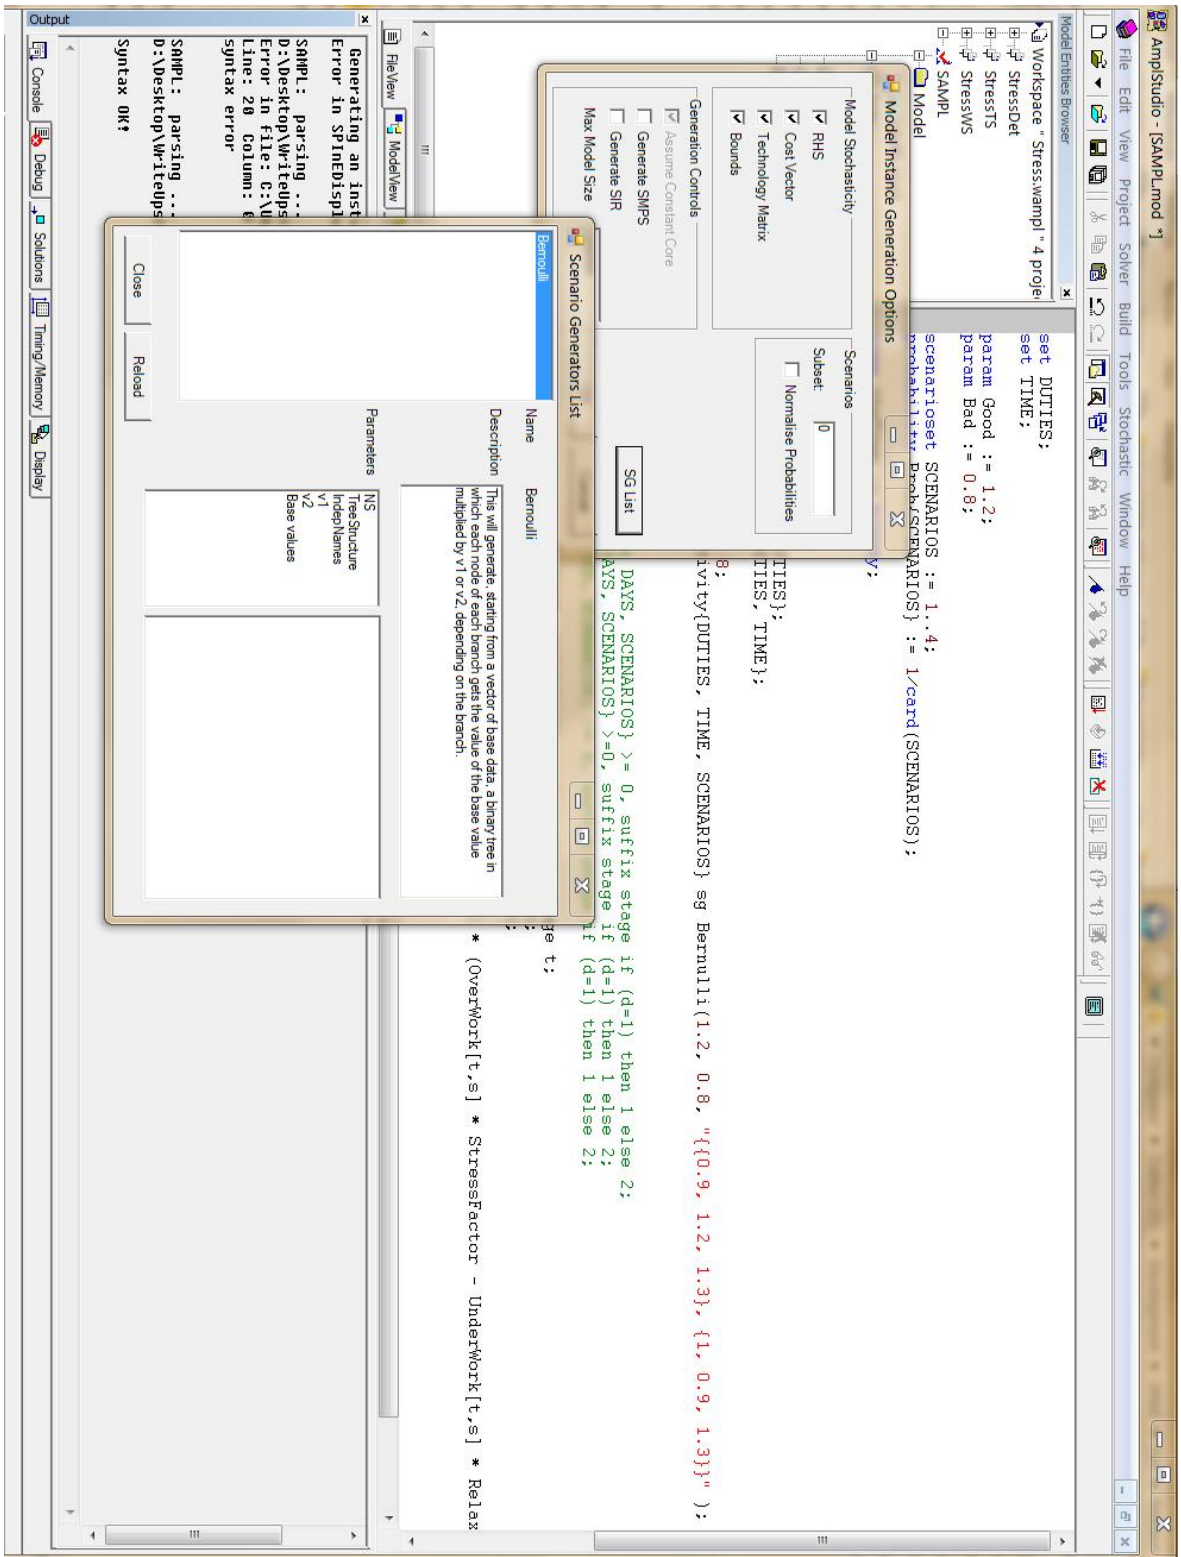 AmplStudio - [SAMPL.mod *]
File Edit View Project Solver Build Tools Stochastic Window Help
Model Entities Browser
Workspace " Stress.wampl " 4 proje
StressDet
StressTS
StressWS
SAMPL
Model
FileView
ModelView
set DUTIES;
set TIME;
param Good := 1.2;
param Bad := 0.8;
scenarioset SCENARIOS := 1..4;
probability Prob{SCENARIOS} := 1/card(SCENARIOS);
y;
TIES};
TIES, TIME};
8;
ivity{DUTIES, TIME, SCENARIOS} sg Bernulli(1.2, 0.8, "{{0.9, 1.2, 1.3}, {1, 0.9, 1.3}}" );
DAYS, SCENARIOS} >= 0, suffix stage if (d=1) then 1 else 2;
AYS, SCENARIOS} >=0, suffix stage if (d=1) then 1 else 2;
if (d=1) then 1 else 2;
ge t;
;
* (OverWork[t,s] * StressFactor - UnderWork[t,s] * Relax
Model Instance Generation Options
Model Stochasticity
RHS
Cost Vector
Technology Matrix
Bounds
Scenarios
Subset:
0
Normalise Probabilities
Generation Controls
Assume Constant Core
Generate SMPS
Generate SIR
Max Model Size
SG List
Scenario Generators List
Bernoulli
Name
Bernoulli
Description
This will generate, starting from a vector of base data, a binary tree in
which each node of each branch gets the value of the base value
multiplied by v1 or v2, depending on the branch.
Parameters
NS
TreeStructure
IndepNames
v1
v2
Base values
Close
Reload
Output
Generating an inst
Error in SPInEDispl
SAMPL: parsing ...
D:\Desktop\WriteUps
Error in file: C:\U
Line: 20 Column: 0
syntax error
SAMPL: parsing ...
D:\Desktop\WriteUps
Syntax OK!
Console
Debug
Solutions
Timing/Memory
Display